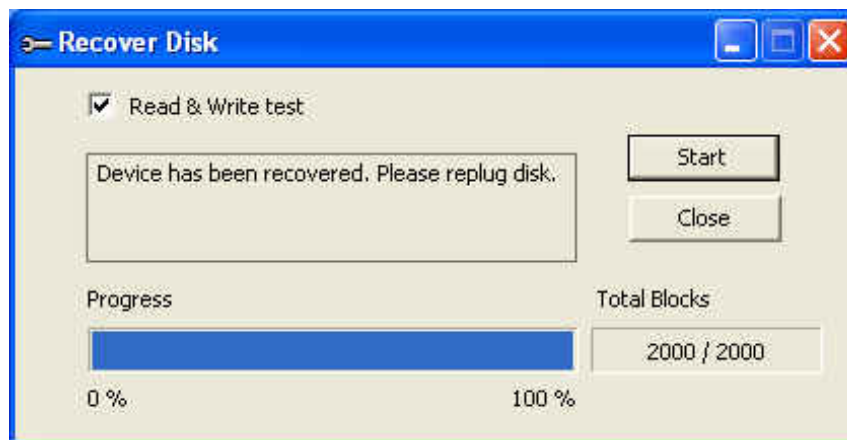 Recover Disk
Read & Write test
Device has been recovered. Please replug disk.
Start
Close
Progress
Total Blocks
2000 / 2000
0 %
100 %